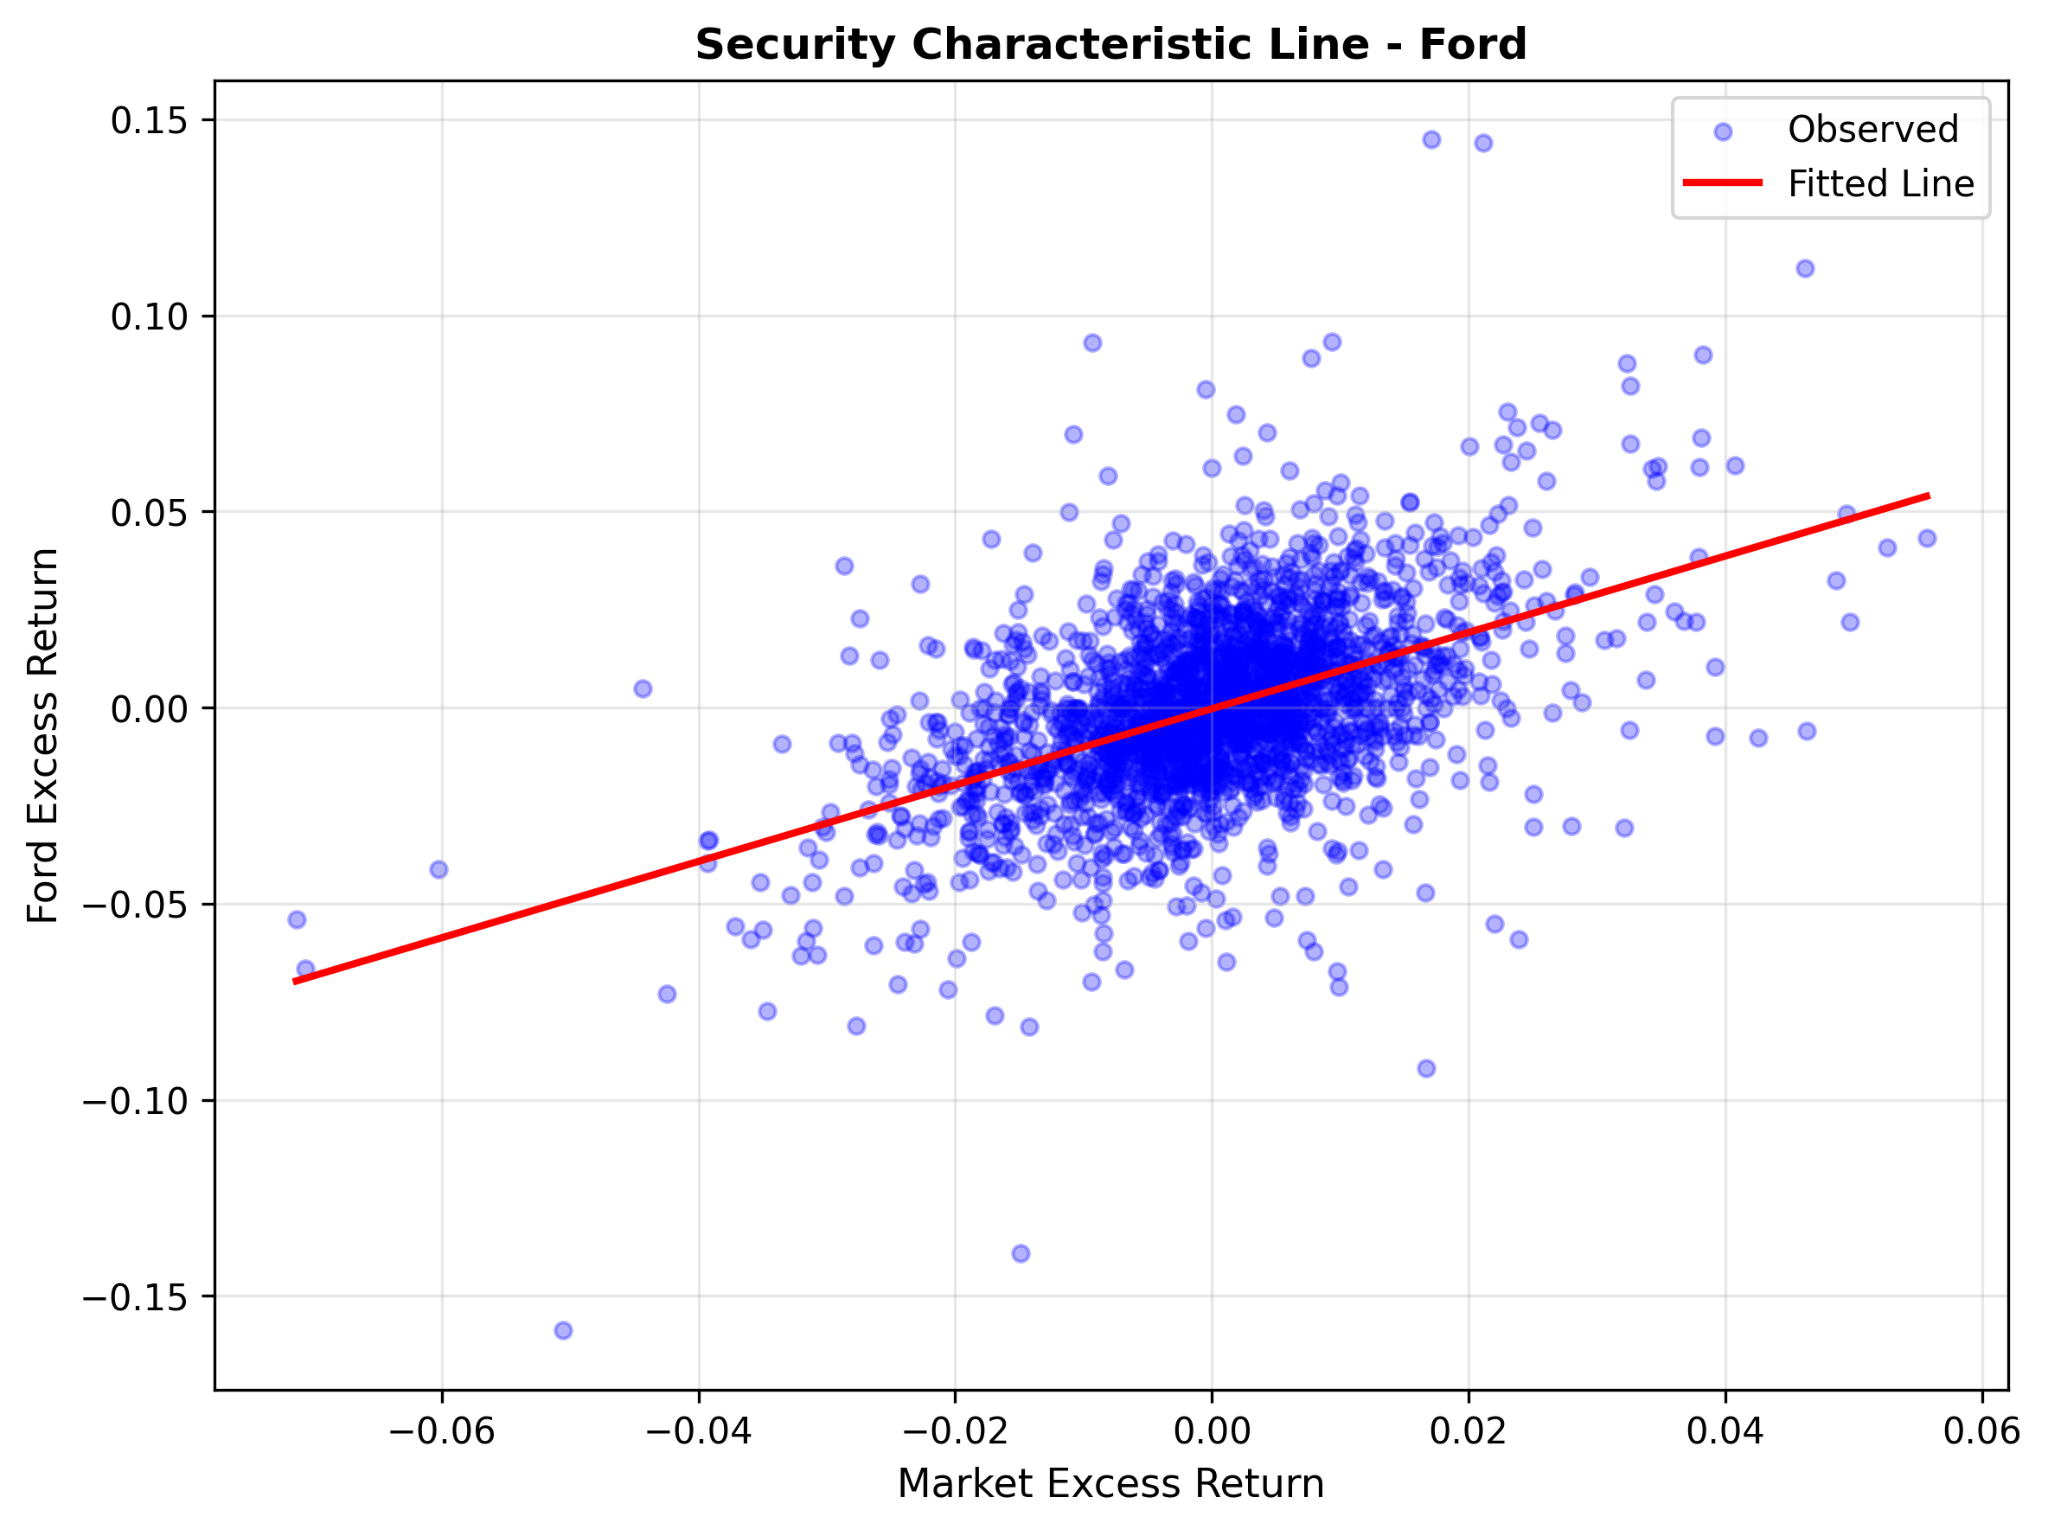 Security Characteristic Line - Ford
Observed
Fitted Line
Ford Excess Return
0.15
0.10
0.05
0.00
−0.05
−0.10
−0.15
−0.06
−0.04
−0.02
0.00
0.02
0.04
0.06
Market Excess Return